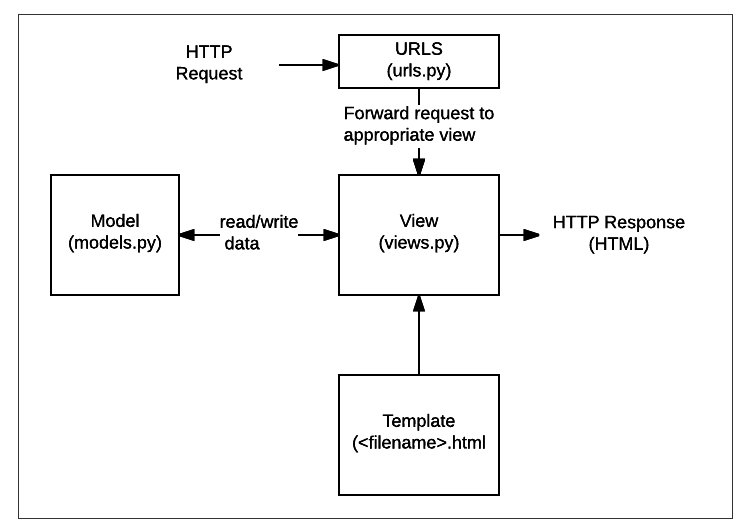 HTTP
Request
URLS
(urls.py)
Forward request to
appropriate view
Model
(models.py)
read/write
data
View
(views.py)
HTTP Response
(HTML)
Template
(<filename>.html